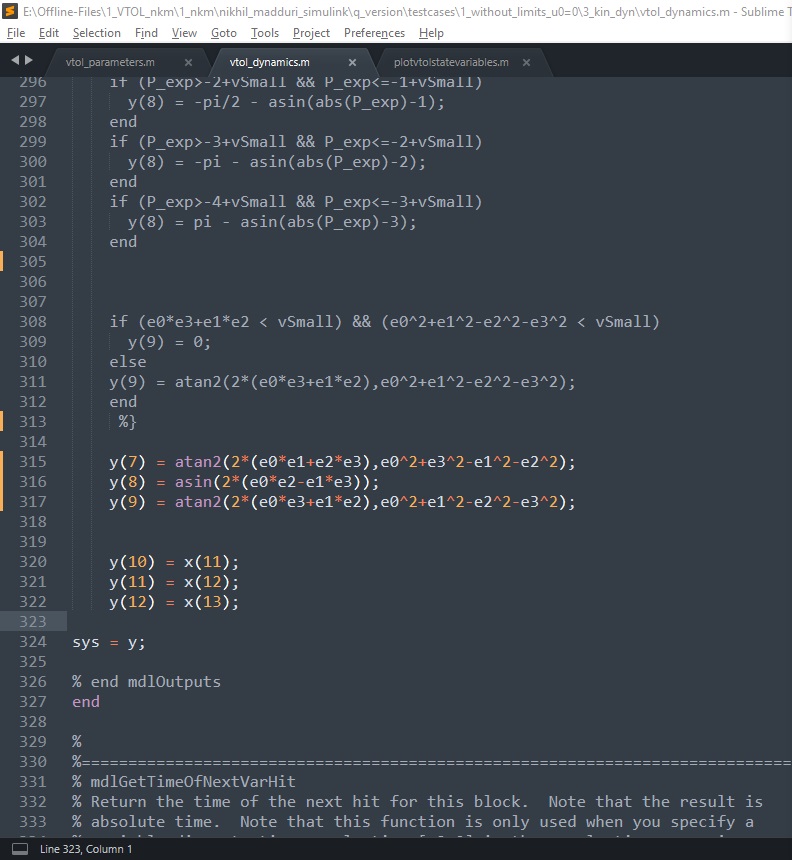 E:\Offline-Files\1_VTOL_nkm\1_nkm\nikhil_madduri_simulink\q_version\testcases\1_without_limits_u0=0\3_kin_dyn\vtol_dynamics.m - Sublime T
File Edit Selection Find View Goto Tools Project Preferences Help
vtol_parameters.m × vtol_dynamics.m × plotvtolstatevariables.m ×
296 if (P_exp>-2+vSmall && P_exp<=-1+vSmall)
297 y(8) = -pi/2 - asin(abs(P_exp)-1);
298 end
299 if (P_exp>-3+vSmall && P_exp<=-2+vSmall)
300 y(8) = -pi - asin(abs(P_exp)-2);
301 end
302 if (P_exp>-4+vSmall && P_exp<=-3+vSmall)
303 y(8) = pi - asin(abs(P_exp)-3);
304 end
305
306
307
308 if (e0*e3+e1*e2 < vSmall) && (e0^2+e1^2-e2^2-e3^2 < vSmall)
309 y(9) = 0;
310 else
311 y(9) = atan2(2*(e0*e3+e1*e2),e0^2+e1^2-e2^2-e3^2);
312 end
313 %}
314
315 y(7) = atan2(2*(e0*e1+e2*e3),e0^2+e3^2-e1^2-e2^2);
316 y(8) = asin(2*(e0*e2-e1*e3));
317 y(9) = atan2(2*(e0*e3+e1*e2),e0^2+e1^2-e2^2-e3^2);
318
319
320 y(10) = x(11);
321 y(11) = x(12);
322 y(12) = x(13);
323
324 sys = y;
325
326 % end mdlOutputs
327 end
328
329 %
330 %=============================================================================
331 % mdlGetTimeOfNextVarHit
332 % Return the time of the next hit for this block.  Note that the result is
333 % absolute time.  Note that this function is only used when you specify a
Line 323, Column 1